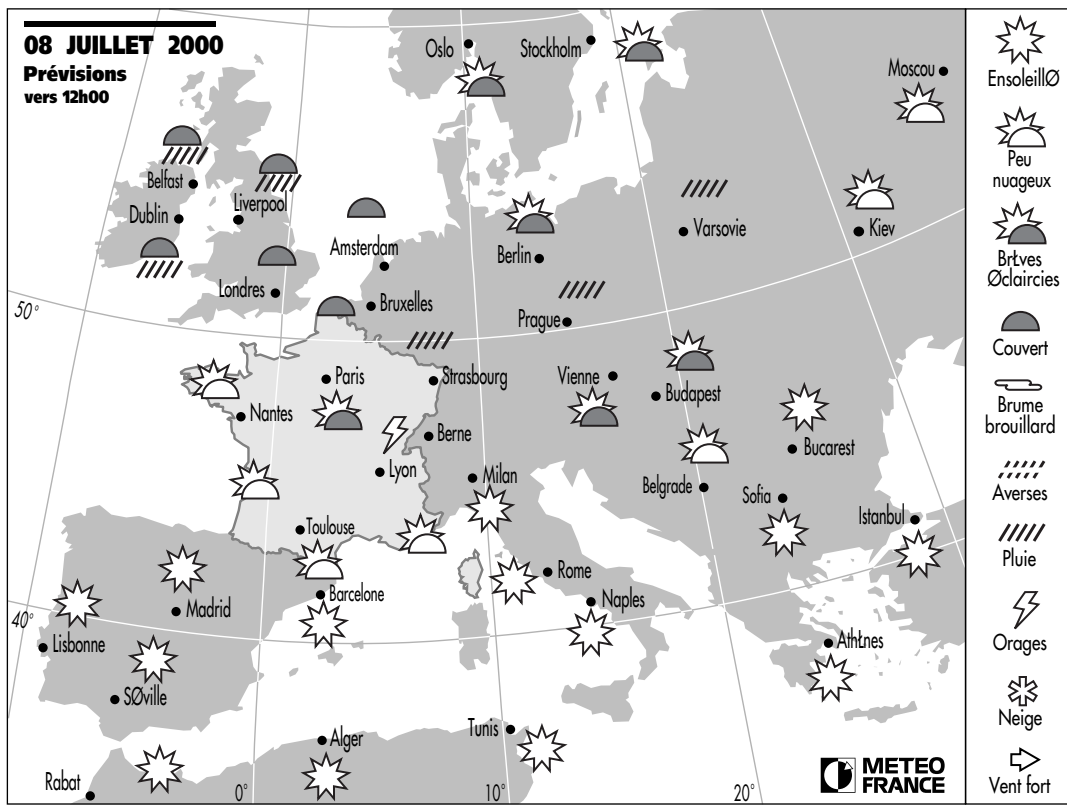 08 JUILLET 2000
Prévisions
vers 12h00
Oslo
Stockholm
Moscou
Belfast
Dublin
Liverpool
Amsterdam
Berlin
Varsovie
Kiev
Londres
Bruxelles
Prague
50°
Paris
Strasbourg
Vienne
Budapest
Nantes
Berne
Bucarest
Lyon
Milan
Belgrade
Sofia
Istanbul
Toulouse
Rome
Barcelone
Naples
Madrid
40°
Lisbonne
AthŁnes
SØville
Tunis
Alger
Rabat
0°
10°
20°
METEO
FRANCE
EnsoleillØ
Peu
nuageux
BrŁves
Øclaircies
Couvert
Brume
brouillard
Averses
Pluie
Orages
Neige
Vent fort